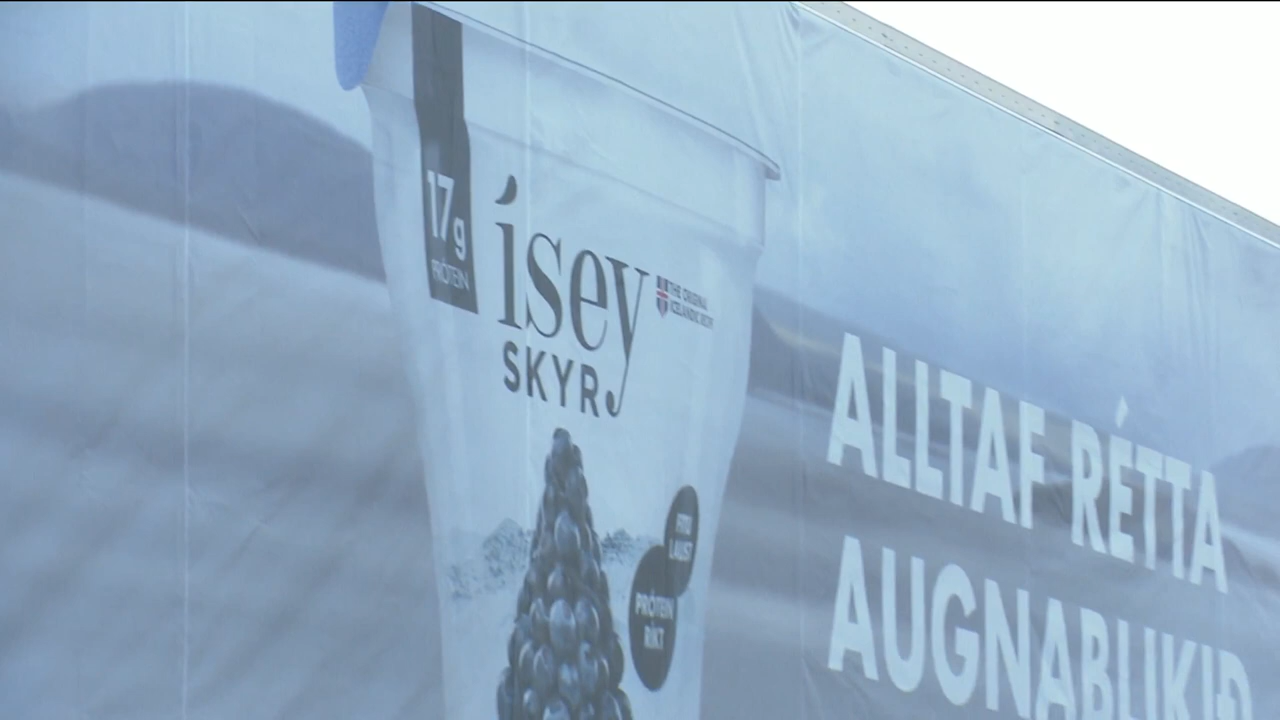 17g
PRÓTEIN
ísey
SKYR
THE ORIGINAL
ICELANDIC SKYR
FITU
LAUST
PRÓTEIN
RÍKT
ALLTAF RÉTTA
AUGNABLIKIÐ